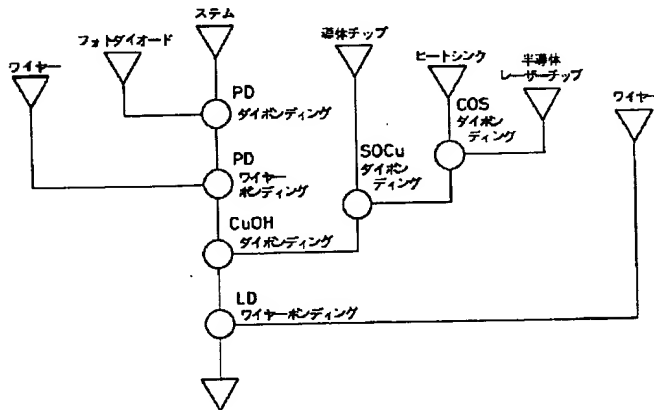 ステム
フォトダイオード
ワイヤー
導体チップ
ヒートシンク
半導体
レーザーチップ
ワイヤー
PD
ダイボンディング
COS
ダイボン
ディング
SOCu
ダイボン
ディング
PD
ワイヤー
ボンディング
CuOH
ダイボンディング
LD
ワイヤーボンディング